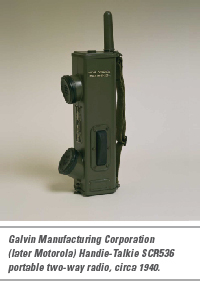 Galvin Manufacturing Corporation
(later Motorola) Handie-Talkie SCR536
portable two-way radio, circa 1940.